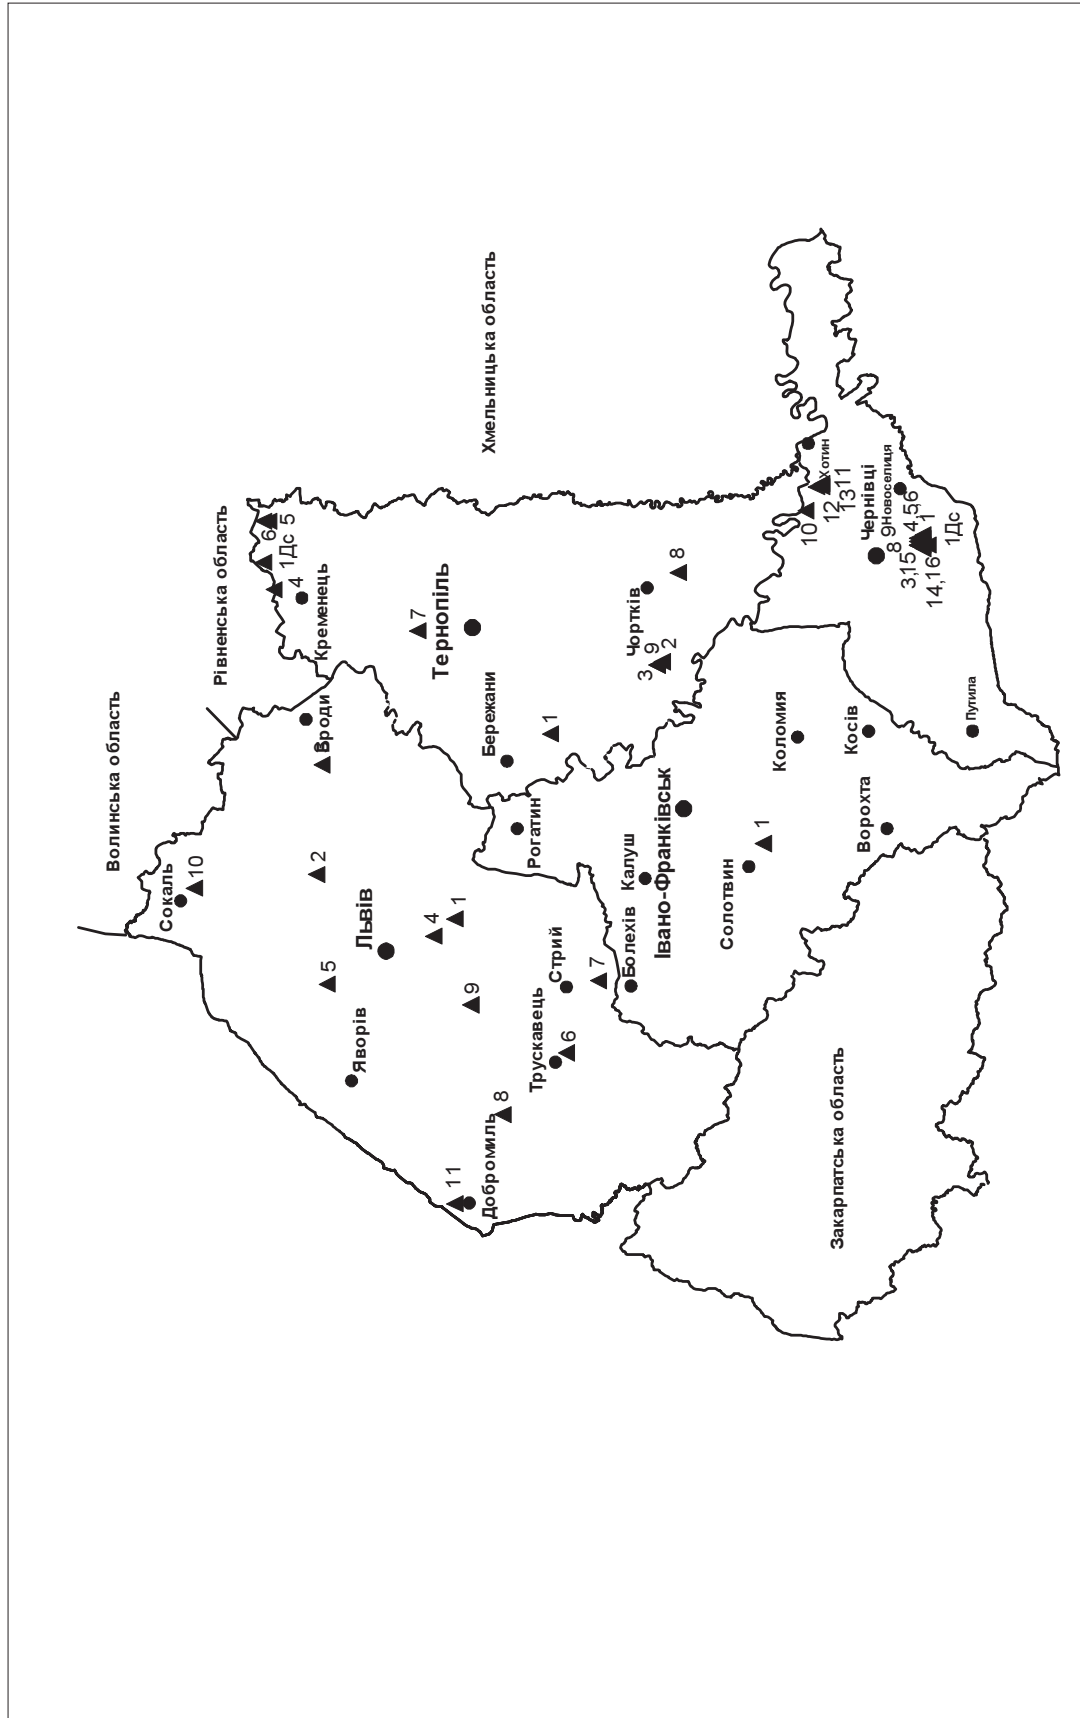 Волинська область
Рівненська область
Хмельницька область
Закарпатська область
Сокаль
10
2
5
Броди
Львів
Яворів
4
1
9
Стрий
7
Трускавець
6
8
Добромиль
11
6
1Дс
5
4
Кременець
7
Тернопіль
Бережани
1
8
Чортків
3
9
2
Рогатин
Калуш
Болехів
Івано-Франківськ
1
Солотвин
Коломия
Косів
Ворохта
10
12
13
11
Хотин
Чернівці
Новоселиця
8
9
3,15
4,5,6
14,16
1
1Дс
Путила